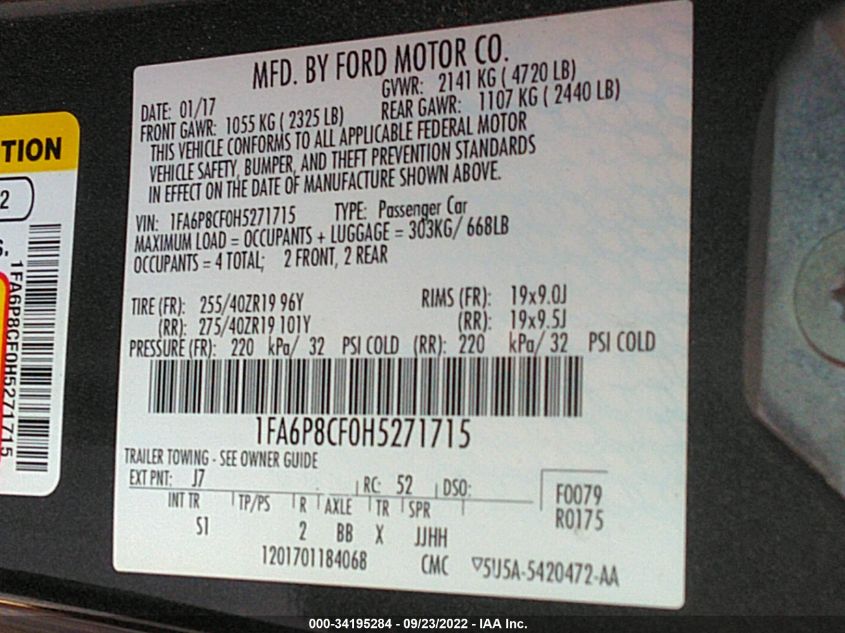 MFD. BY FORD MOTOR CO.
DATE: 01/17 GVWR: 2141 KG ( 4720 LB)
FRONT GAWR: 1055 KG ( 2325 LB) REAR GAWR: 1107 KG ( 2440 LB)
THIS VEHICLE CONFORMS TO ALL APPLICABLE FEDERAL MOTOR
VEHICLE SAFETY, BUMPER, AND THEFT PREVENTION STANDARDS
IN EFFECT ON THE DATE OF MANUFACTURE SHOWN ABOVE.
VIN: 1FA6P8CF0H5271715 TYPE: Passenger Car
MAXIMUM LOAD = OCCUPANTS + LUGGAGE = 303KG/ 668LB
OCCUPANTS = 4 TOTAL; 2 FRONT, 2 REAR
TIRE (FR): 255/40ZR19 96Y RIMS (FR): 19x9.0J
(RR): 275/40ZR19 101Y (RR): 19x9.5J
PRESSURE (FR): 220 kPa/ 32 PSI COLD (RR): 220 kPa/ 32 PSI COLD
1FA6P8CF0H5271715
TRAILER TOWING - SEE OWNER GUIDE
EXT PNT: J7 RC: 52 DSO:
INT TR TP/PS R AXLE TR SPR
S1 2 BB X JJHH
F0079
R0175
1201701184068 CMC 5U5A-5420472-AA
TION
2
S.
1FA6P8CF0H5271715
000-34195284 - 09/23/2022 - IAA Inc.